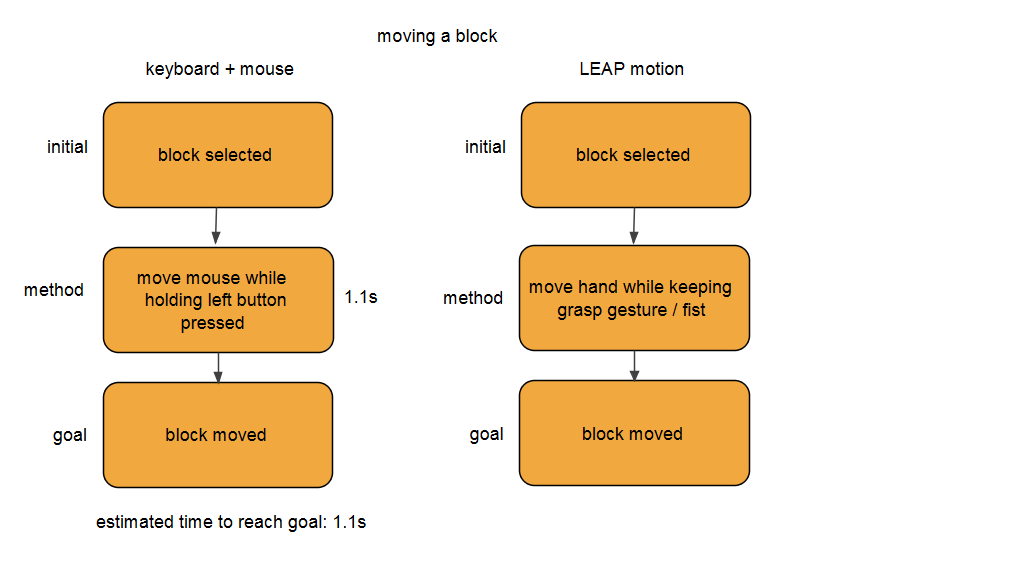 moving a block
keyboard + mouse
initial
block selected
method
move mouse while
holding left button
pressed
1.1s
goal
block moved
estimated time to reach goal: 1.1s
LEAP motion
initial
block selected
method
move hand while keeping
grasp gesture / fist
goal
block moved